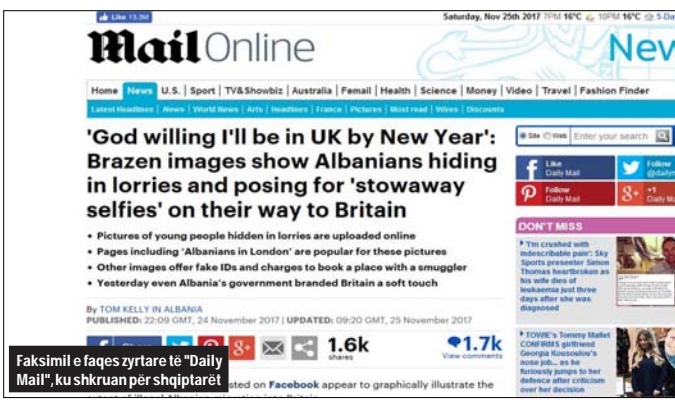 Like 13.3M
Saturday, Nov 25th 2017 7PM 16°C 10PM 16°C 5-Da
Mail Online
New
Home News U.S. Sport TV&Showbiz Australia Femail Health Science Money Video Travel Fashion Finder
Latest Headlines News World News Arts Headlines France Pictures Most read Wires Discounts
'God willing I'll be in UK by New Year':
Brazen images show Albanians hiding
in lorries and posing for 'stowaway
selfies' on their way to Britain
• Pictures of young people hidden in lorries are uploaded online
• Pages including 'Albanians in London' are popular for these pictures
• Other images offer fake IDs and charges to book a place with a smuggler
• Yesterday even Albania's government branded Britain a soft touch
By TOM KELLY IN ALBANIA
PUBLISHED: 22:09 GMT, 24 November 2017 | UPDATED: 09:20 GMT, 25 November 2017
1.6k
shares
1.7k
View comments
sted on Facebook appear to graphically illustrate the
Faksimil e faqes zyrtare të "Daily
Mail", ku shkruan për shqiptarët
Site Web Enter your search
Like
Daily Mail
Follow
@dailym
Follow
Daily Mail
+1
Daily Ma
DON'T MISS
'I'm crushed with
indescribable pain': Sky
Sports presenter Simon
Thomas heartbroken as
his wife dies of
leukaemia just three
days after she was
diagnosed
TOWIE's Tommy Mallet
CONFIRMS girlfriend
Georgia Kousoulou's
nose job... as he
furiously jumps to her
defence after criticism
over her decision